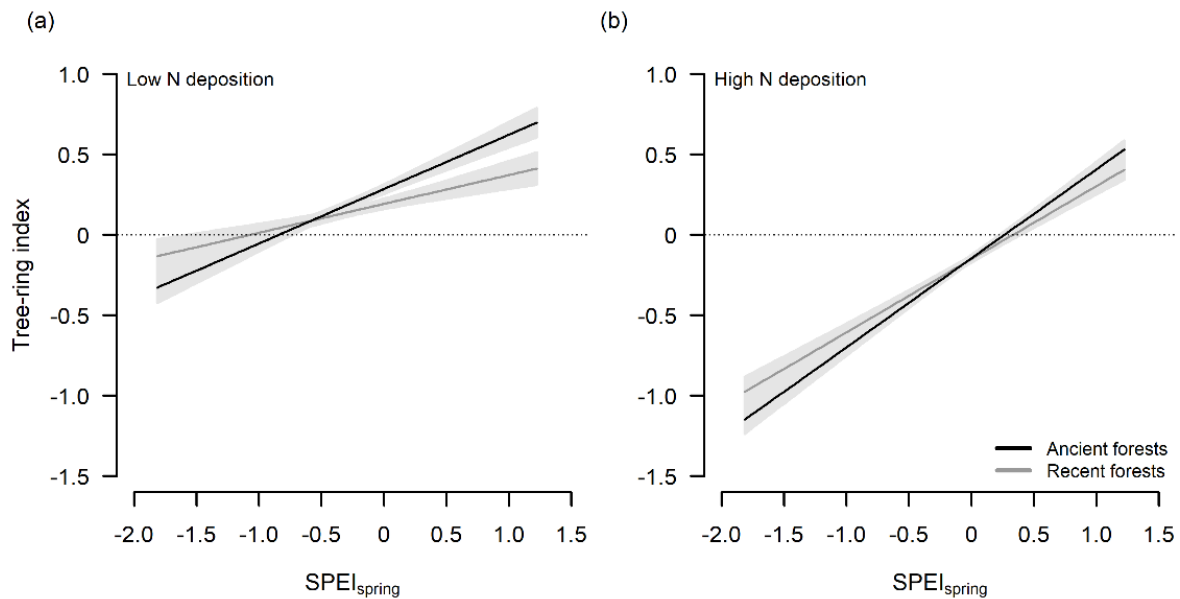 (a)
Low N deposition
1.0
0.5
0
-0.5
-1.0
-1.5
Tree-ring index
-2.0 -1.5 -1.0 -0.5 0 0.5 1.0 1.5
SPEIspring
(b)
High N deposition
1.0
0.5
0
-0.5
-1.0
-1.5
Ancient forests
Recent forests
-2.0 -1.5 -1.0 -0.5 0 0.5 1.0 1.5
SPEIspring